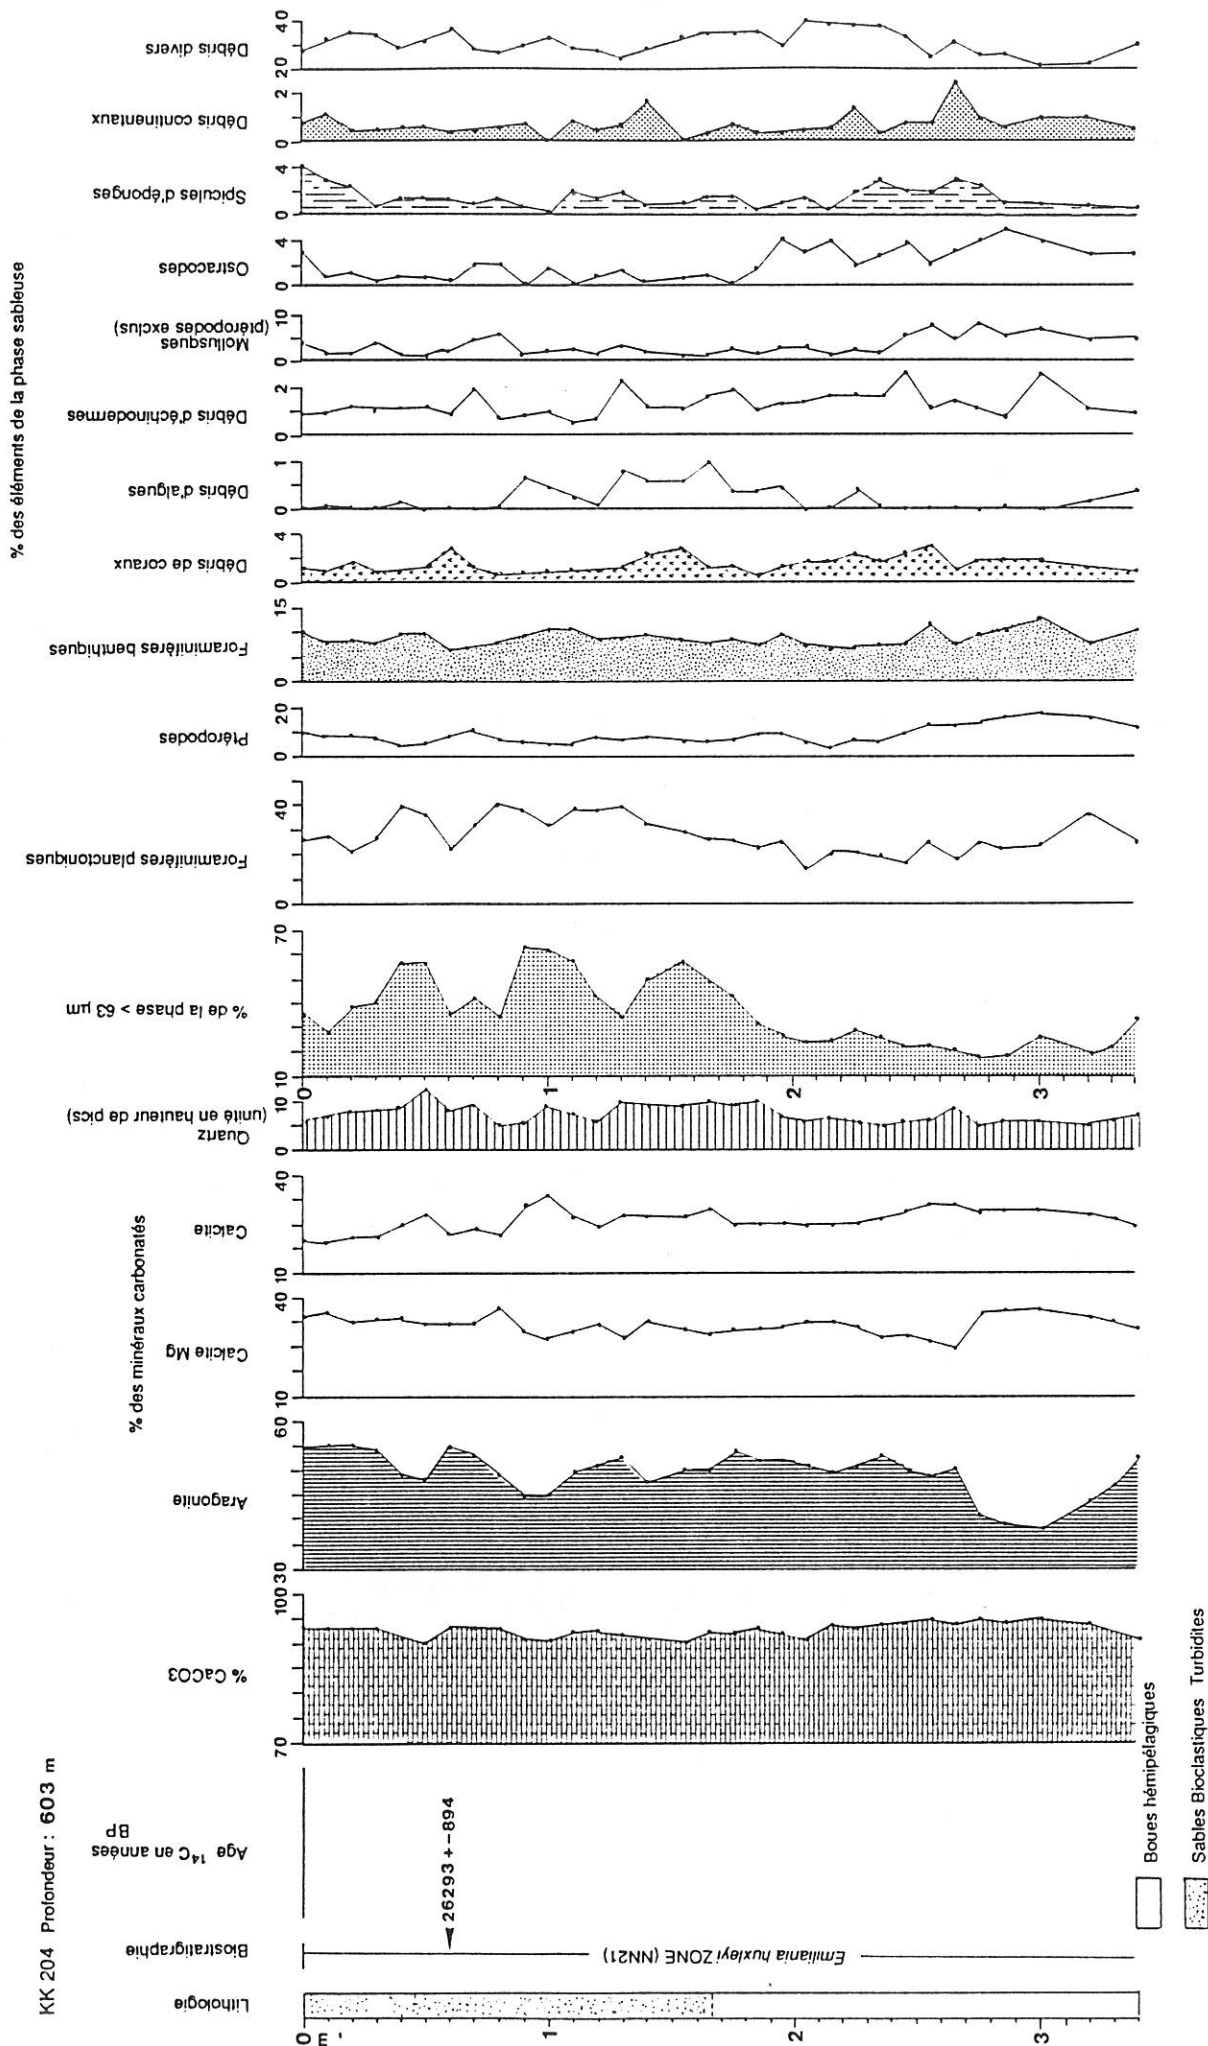 KK 204 Profondeur : 603 m
% des minéraux carbonatés
% des éléments de la phase sableuse
Lithologie
Biostratigraphie
Age ¹⁴C en années
BP
% CaCO3
Aragonite
Calcite Mg
Calcite
Quartz
(unité en hauteur de pics)
% de la phase > 63 µm
Foraminifères planctoniques
Ptéropodes
Foraminifères benthiques
Débris de coraux
Débris d'algues
Débris d'échinodermes
Mollusques
(ptéropodes exclus)
Ostracodes
Spicules d'éponges
Débris continentaux
Débris divers
0
m -
1
2
3
Emiliania huxleyi ZONE (NN21)
26293 +-894
70
100
30
60
10
40
10
40
0
10
10
70
0
1
2
3
0
40
0
20
0
15
0
4
0
1
0
2
0
10
0
4
0
4
0
2
20
40
Boues hémipélagiques
Sables Bioclastiques Turbidites